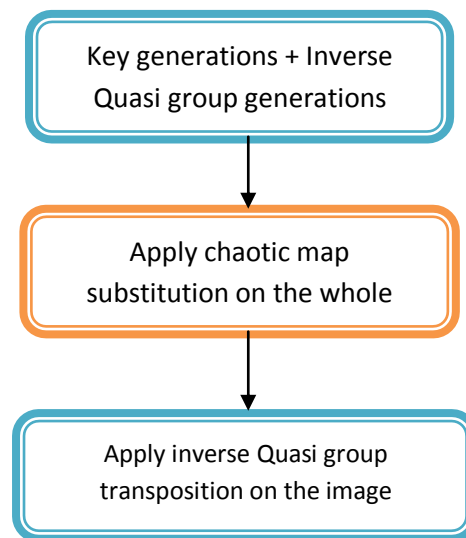 Key generations + Inverse
Quasi group generations
Apply chaotic map
substitution on the whole
Apply inverse Quasi group
transposition on the image